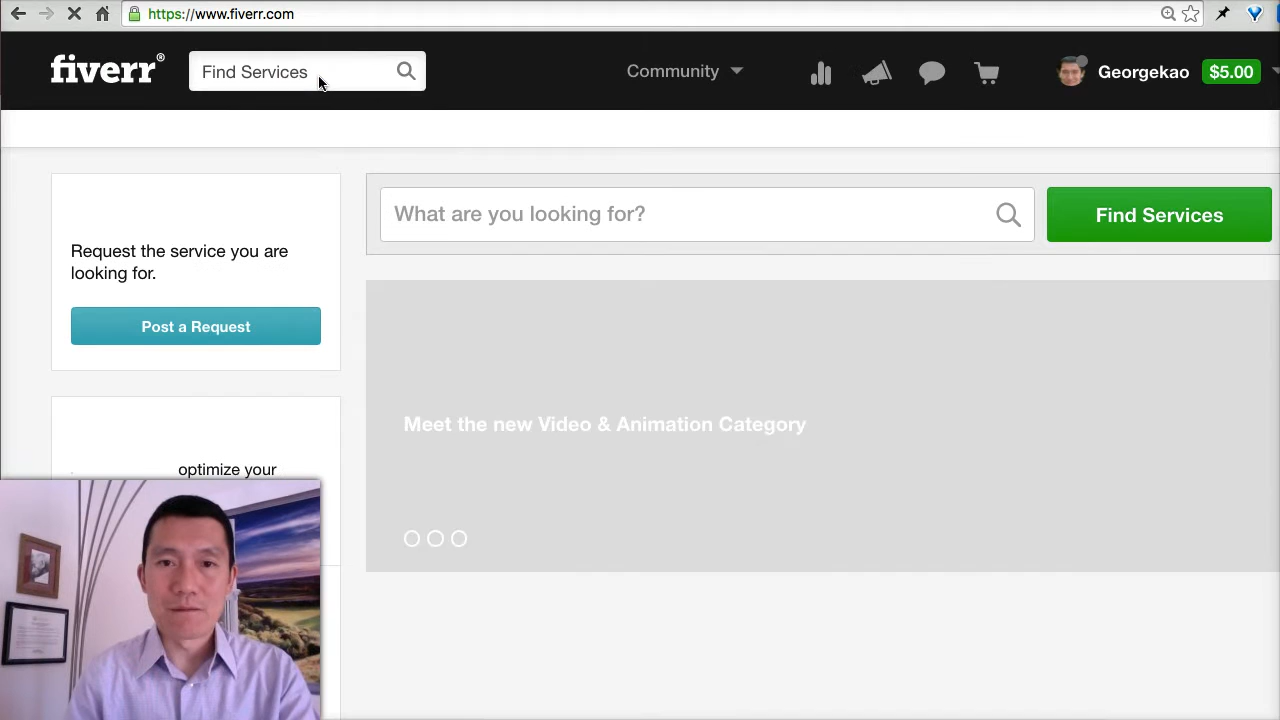 https://www.fiverr.com
fiverr®
Find Services
Community
Georgekao
$5.00
What are you looking for?
Find Services
Request the service you are
looking for.
Post a Request
Meet the new Video & Animation Category
optimize your